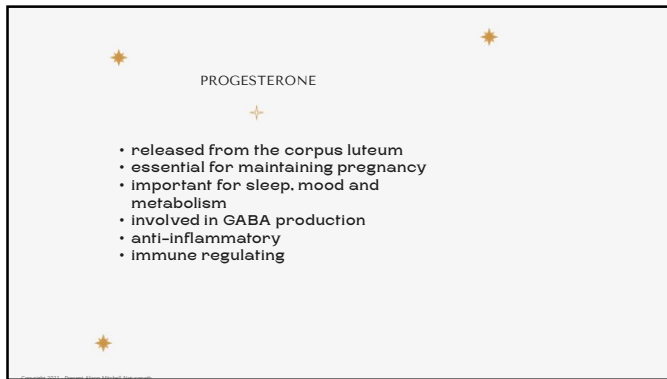 PROGESTERONE
• released from the corpus luteum
• essential for maintaining pregnancy
• important for sleep, mood and
metabolism
• involved in GABA production
• anti-inflammatory
• immune regulating